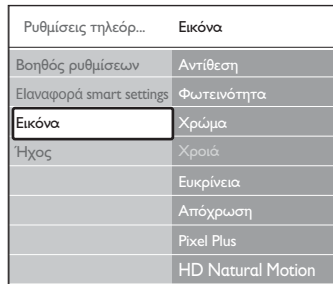 Ρυθμίσεις τηλεόρ... Εικόνα
Βοηθός ρυθμίσεων Αντίθεση
Elαναφορά smart settings Φωτεινότητα
Εικόνα Χρώμα
Ήχος Χροιά
Ευκρίνεια
Απόχρωση
Pixel Plus
HD Natural Motion